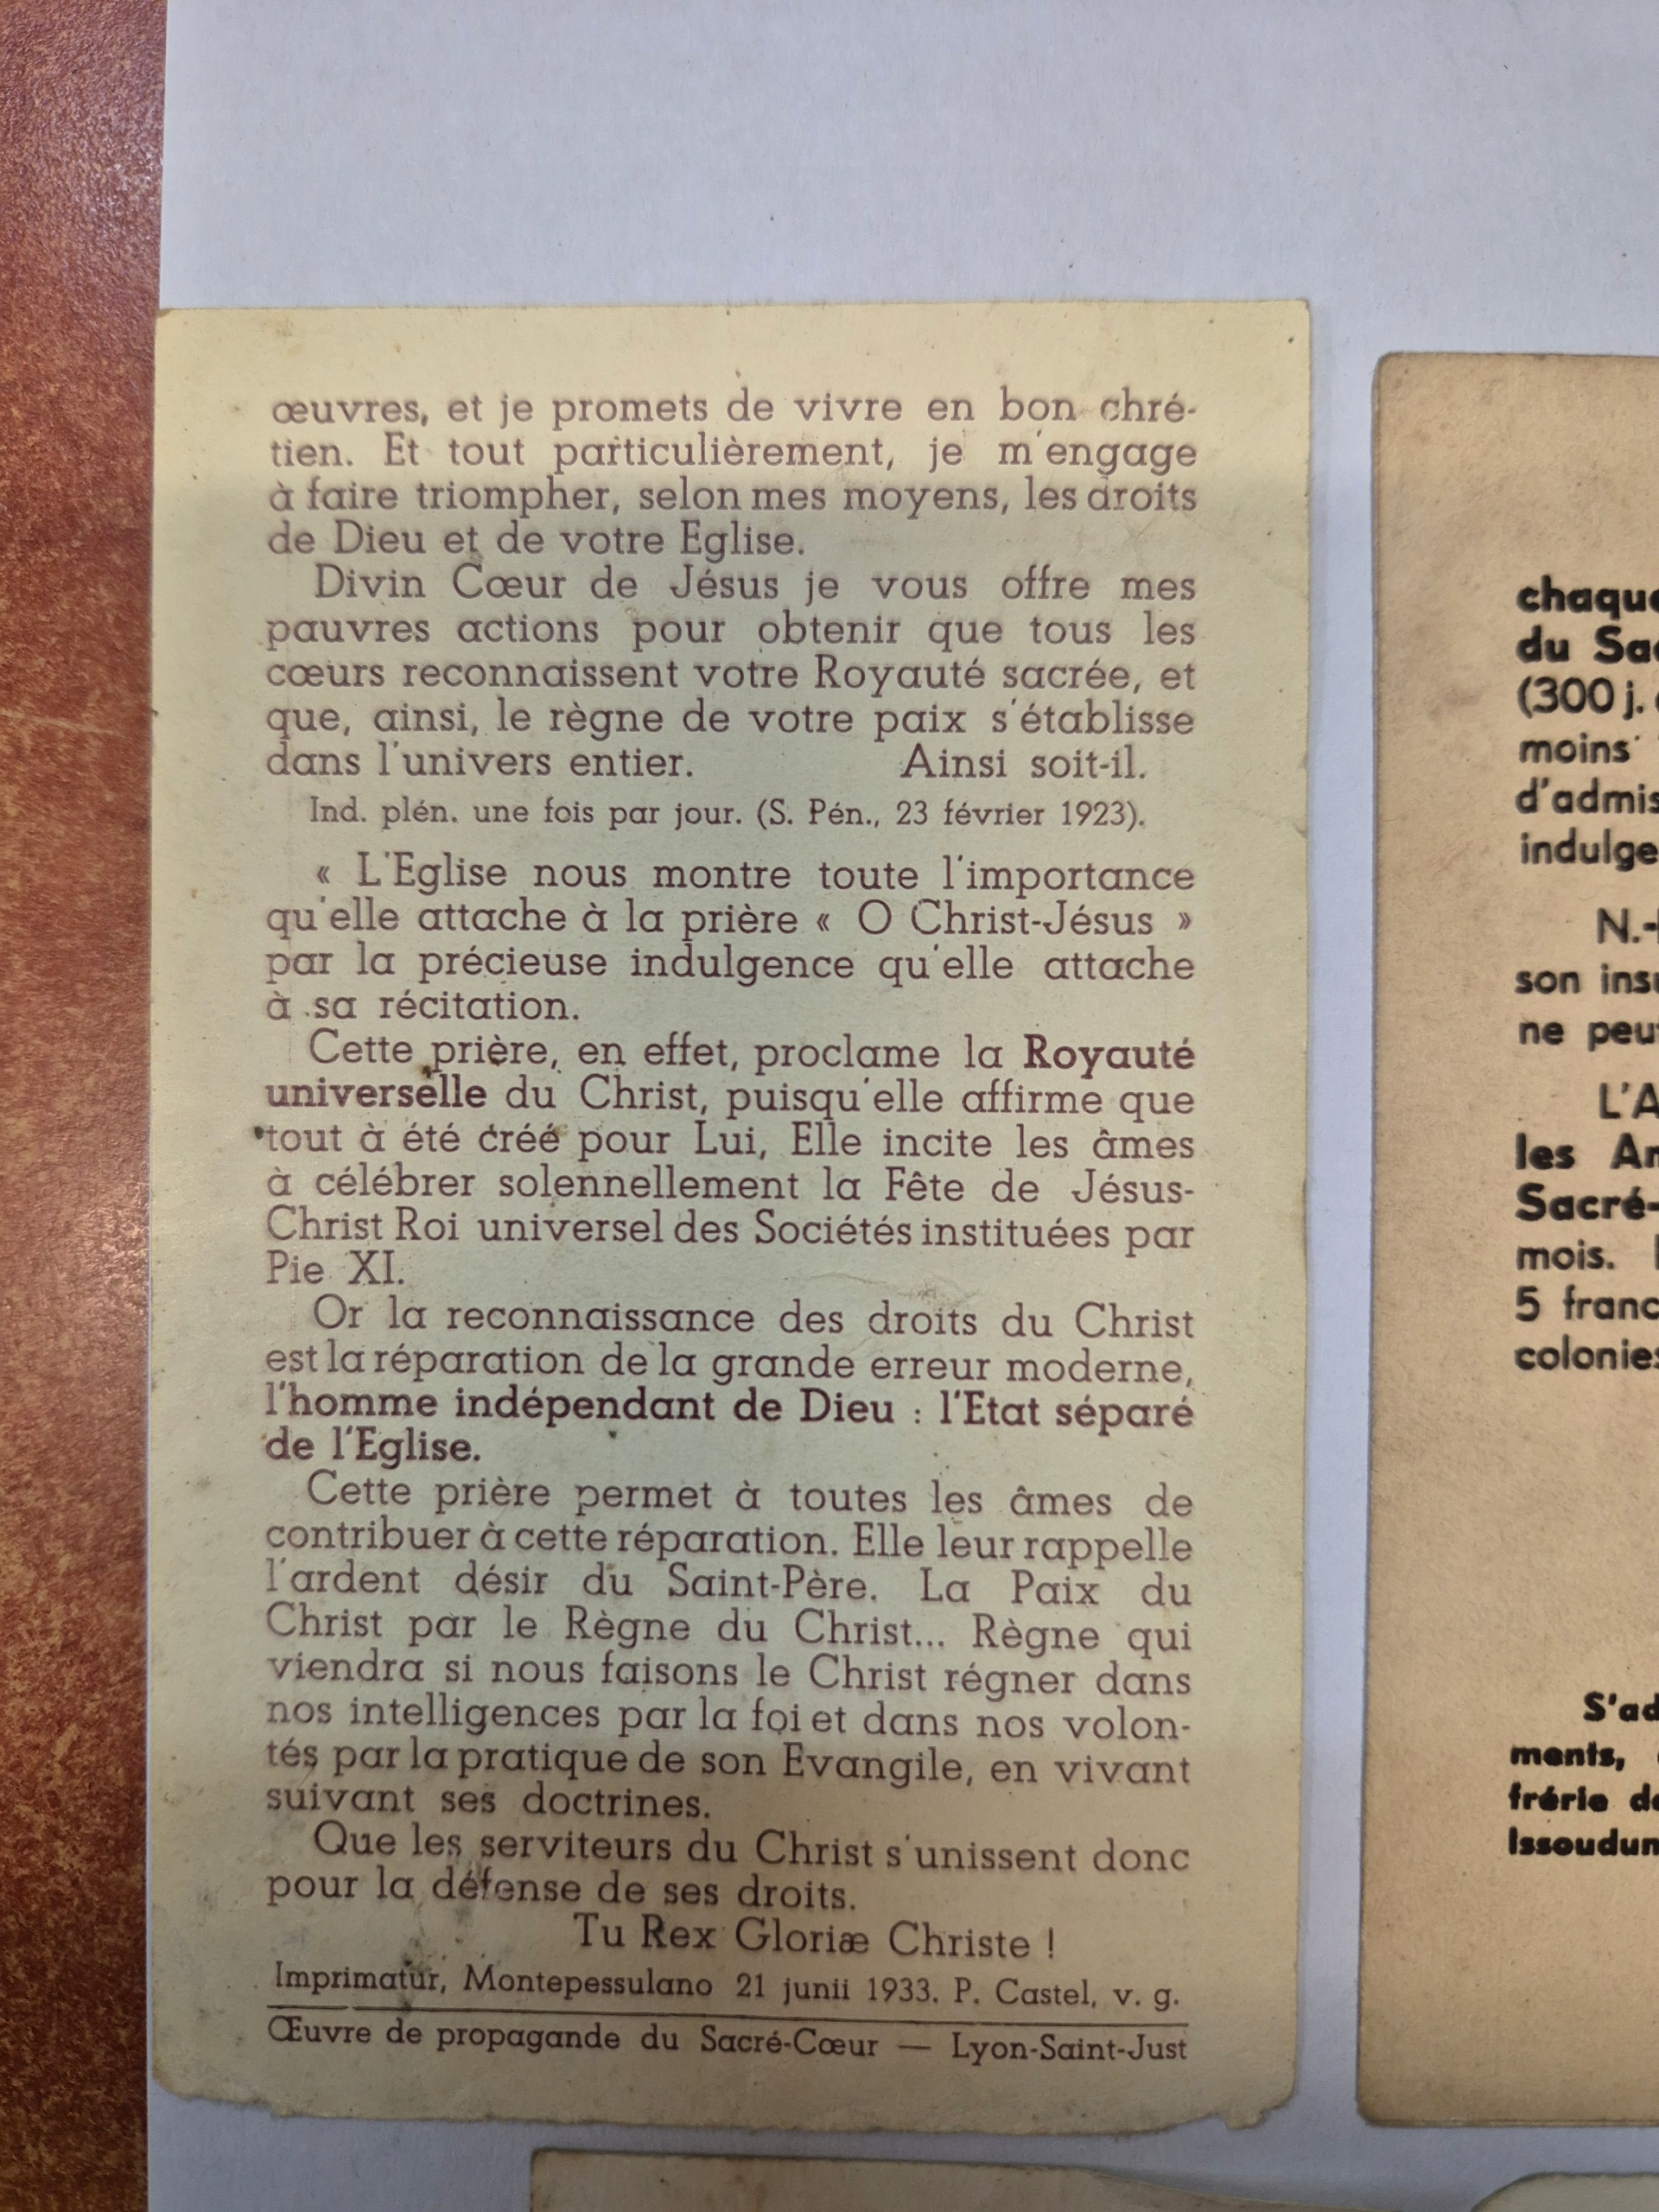 œuvres, et je promets de vivre en bon chré-
tien. Et tout particulièrement, je m'engage
à faire triompher, selon mes moyens, les droits
de Dieu et de votre Eglise.
Divin Cœur de Jésus je vous offre mes
pauvres actions pour obtenir que tous les
cœurs reconnaissent votre Royauté sacrée, et
que, ainsi, le règne de votre paix s'établisse
dans l'univers entier. Ainsi soit-il.
Ind. plén. une fois par jour. (S. Pén., 23 février 1923).
« L'Eglise nous montre toute l'importance
qu'elle attache à la prière « O Christ-Jésus »
par la précieuse indulgence qu'elle attache
à sa récitation.
Cette prière, en effet, proclame la Royauté
universelle du Christ, puisqu'elle affirme que
tout à été créé pour Lui, Elle incite les âmes
à célébrer solennellement la Fête de Jésus-
Christ Roi universel des Sociétés instituées par
Pie XI.
Or la reconnaissance des droits du Christ
est la réparation de la grande erreur moderne,
l'homme indépendant de Dieu : l'Etat séparé
de l'Eglise.
Cette prière permet à toutes les âmes de
contribuer à cette réparation. Elle leur rappelle
l'ardent désir du Saint-Père. La Paix du
Christ par le Règne du Christ... Règne qui
viendra si nous faisons le Christ régner dans
nos intelligences par la foi et dans nos volon-
tés par la pratique de son Evangile, en vivant
suivant ses doctrines.
Que les serviteurs du Christ s'unissent donc
pour la défense de ses droits.
Tu Rex Gloriæ Christe !
Imprimatur, Montepessulano 21 junii 1933. P. Castel, v. g.
Œuvre de propagande du Sacré-Cœur — Lyon-Saint-Just
du
(300 j.
moins
son
ne
les
Sacré-
mois.
5
ments,
frérie
Issoudun